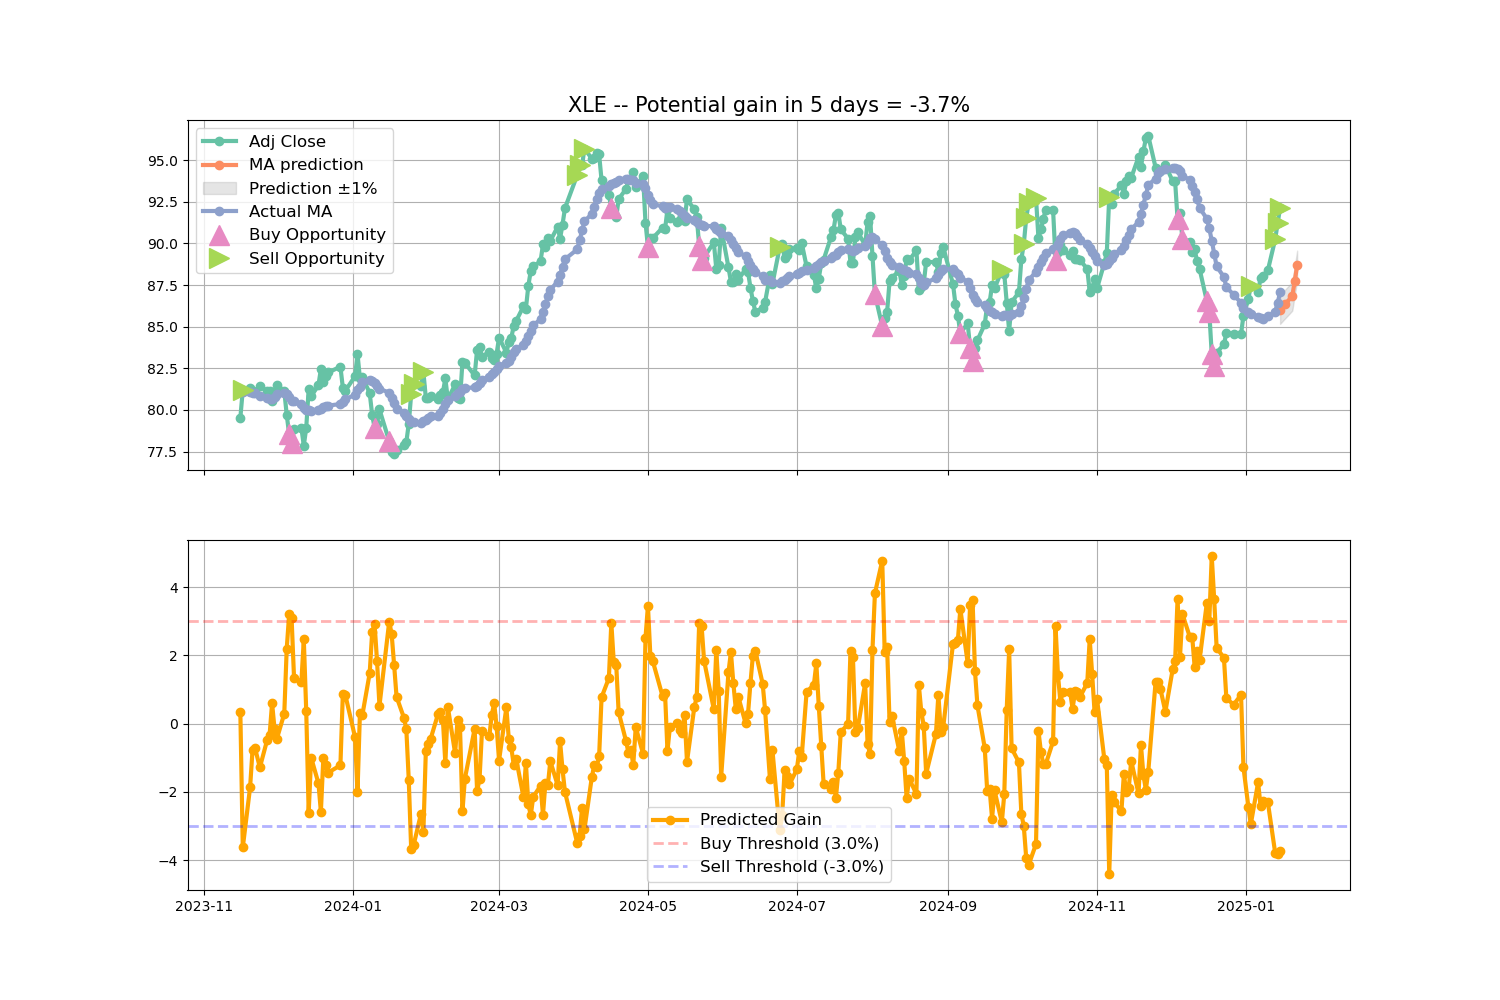 XLE -- Potential gain in 5 days = -3.7%
95.0
92.5
90.0
87.5
85.0
82.5
80.0
77.5
Adj Close
MA prediction
Prediction ±1%
Actual MA
Buy Opportunity
Sell Opportunity
4
2
0
−2
−4
Predicted Gain
Buy Threshold (3.0%)
Sell Threshold (-3.0%)
2023-11 2024-01 2024-03 2024-05 2024-07 2024-09 2024-11 2025-01